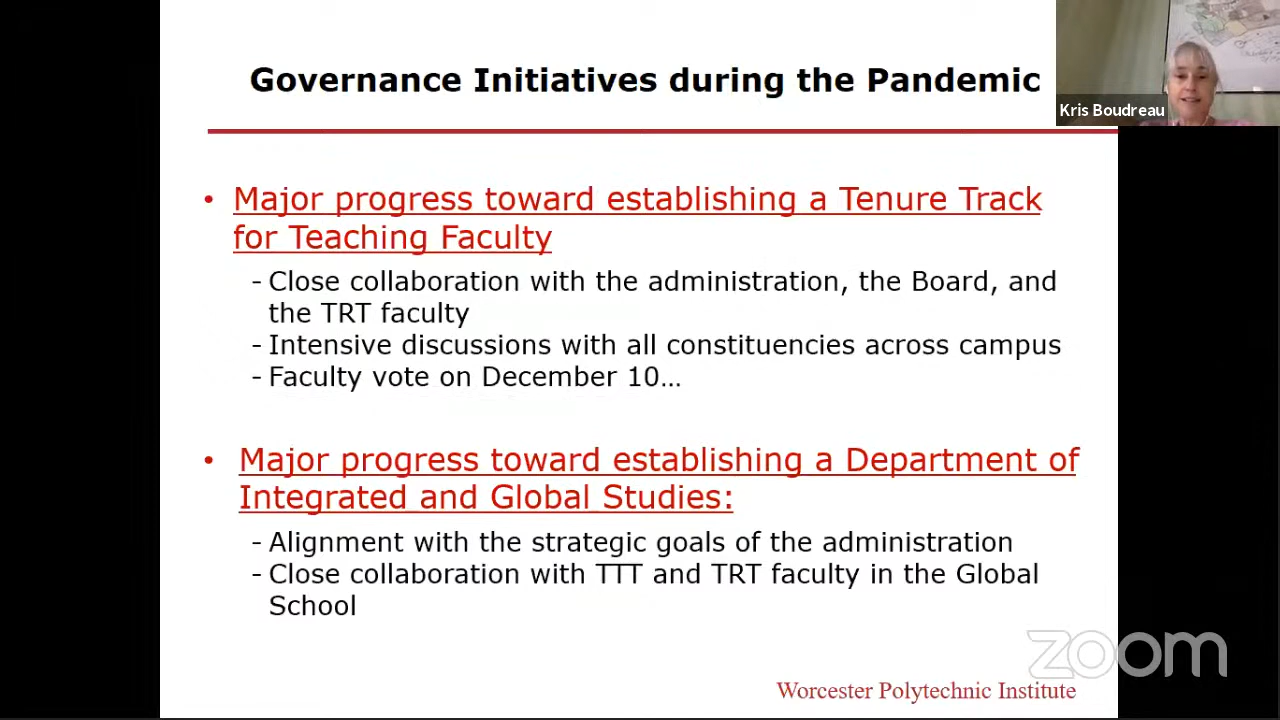 Governance Initiatives during the Pandemic
Kris Boudreau
• Major progress toward establishing a Tenure Track
for Teaching Faculty
- Close collaboration with the administration, the Board, and
the TRT faculty
- Intensive discussions with all constituencies across campus
- Faculty vote on December 10…
• Major progress toward establishing a Department of
Integrated and Global Studies:
- Alignment with the strategic goals of the administration
- Close collaboration with TTT and TRT faculty in the Global
School
zoom
Worcester Polytechnic Institute